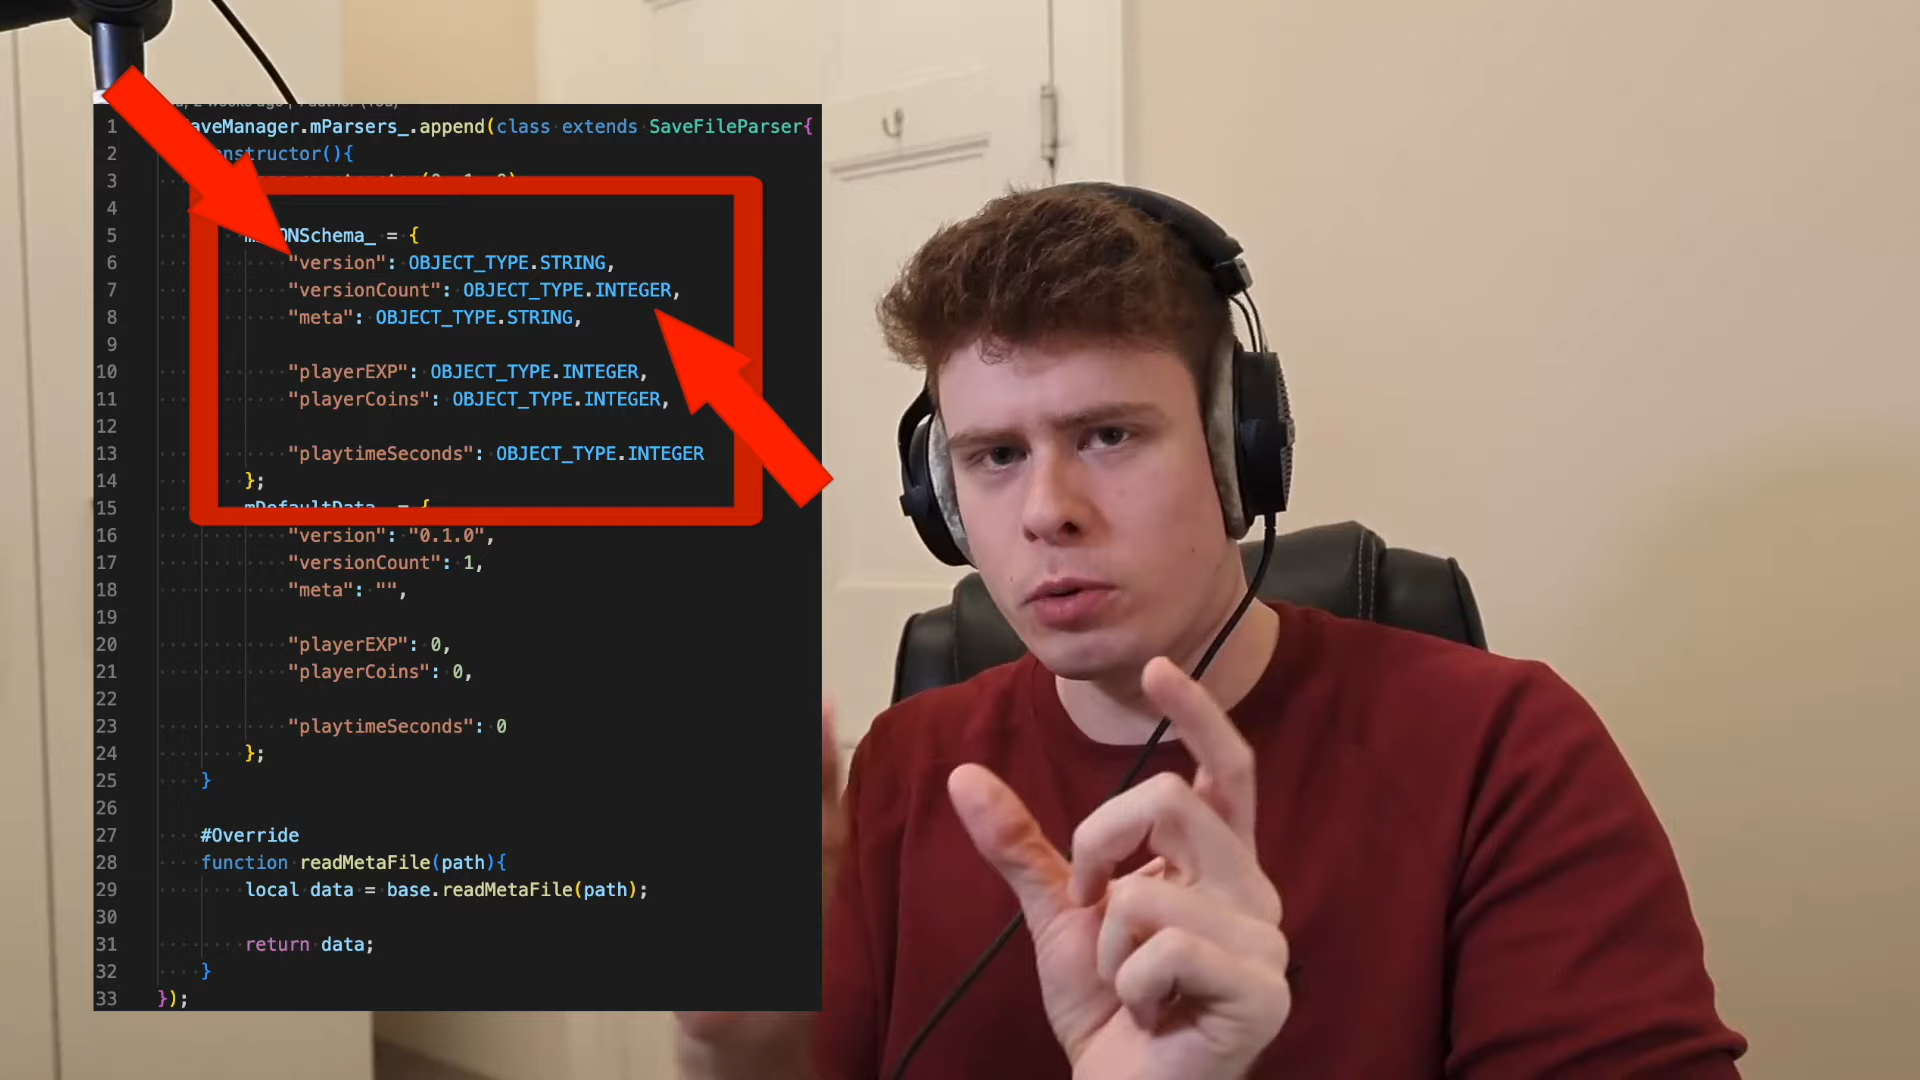 1 aveManager.mParsers_.append(class extends SaveFileParser{
2 onstructor(){
3
4
5 ONSchema_ = {
6 "version": OBJECT_TYPE.STRING,
7 "versionCount": OBJECT_TYPE.INTEGER,
8 "meta": OBJECT_TYPE.STRING,
9
10 "playerEXP": OBJECT_TYPE.INTEGER,
11 "playerCoins": OBJECT_TYPE.INTEGER,
12
13 "playtimeSeconds": OBJECT_TYPE.INTEGER
14 };
15 mDefaultData = {
16 "version": "0.1.0",
17 "versionCount": 1,
18 "meta": "",
19
20 "playerEXP": 0,
21 "playerCoins": 0,
22
23 "playtimeSeconds": 0
24 };
25 }
26
27 #Override
28 function readMetaFile(path){
29 local data = base.readMetaFile(path);
30
31 return data;
32 }
33 });